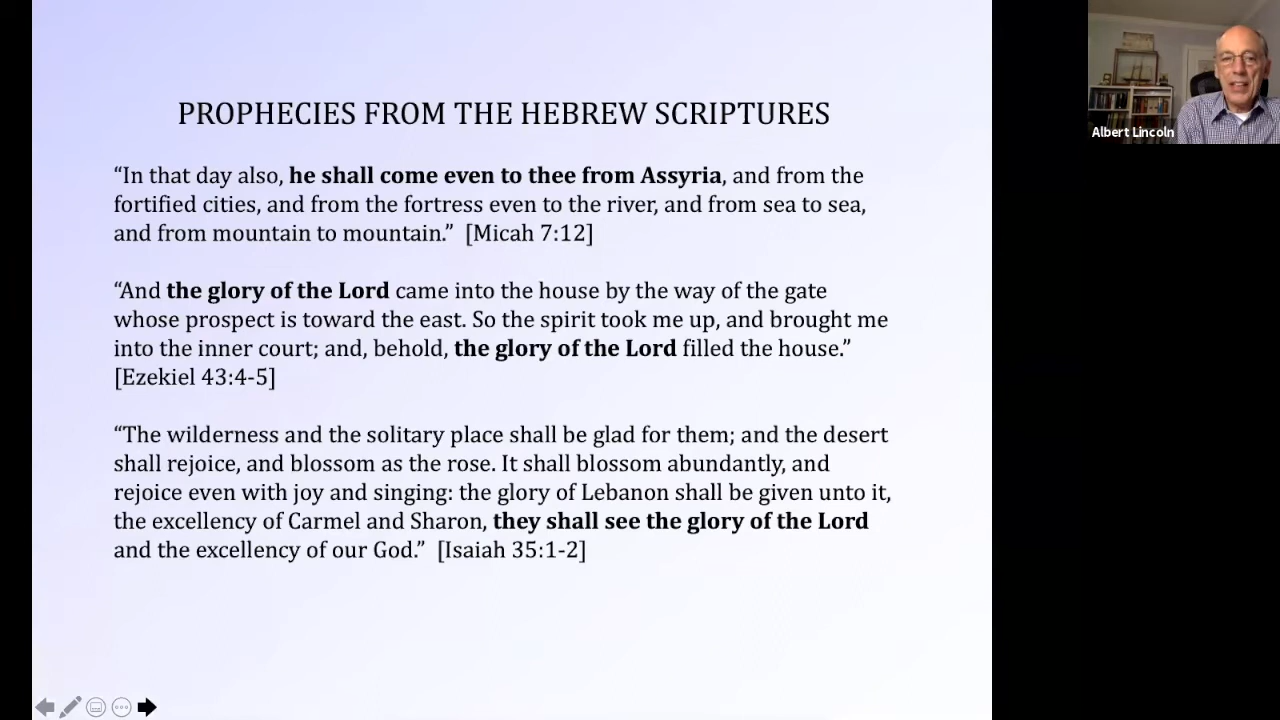 PROPHECIES FROM THE HEBREW SCRIPTURES
“In that day also, he shall come even to thee from Assyria, and from the
fortified cities, and from the fortress even to the river, and from sea to sea,
and from mountain to mountain.”  [Micah 7:12]
“And the glory of the Lord came into the house by the way of the gate
whose prospect is toward the east. So the spirit took me up, and brought me
into the inner court; and, behold, the glory of the Lord filled the house.”
[Ezekiel 43:4-5]
“The wilderness and the solitary place shall be glad for them; and the desert
shall rejoice, and blossom as the rose. It shall blossom abundantly, and
rejoice even with joy and singing: the glory of Lebanon shall be given unto it,
the excellency of Carmel and Sharon, they shall see the glory of the Lord
and the excellency of our God.”  [Isaiah 35:1-2]
Albert Lincoln